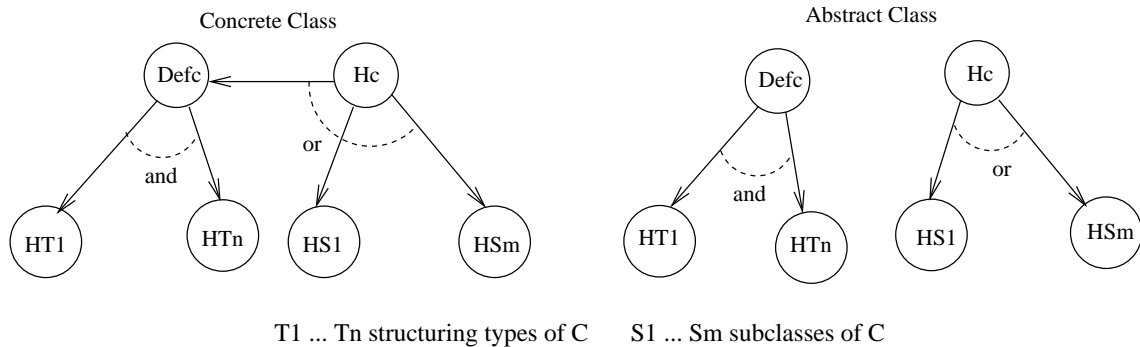 Concrete Class
Abstract Class
Defc
Hc
Defc
Hc
or
and
and
or
HT1
HTn
HS1
HSm
HT1
HTn
HS1
HSm
T1 ... Tn structuring types of C S1 ... Sm subclasses of C